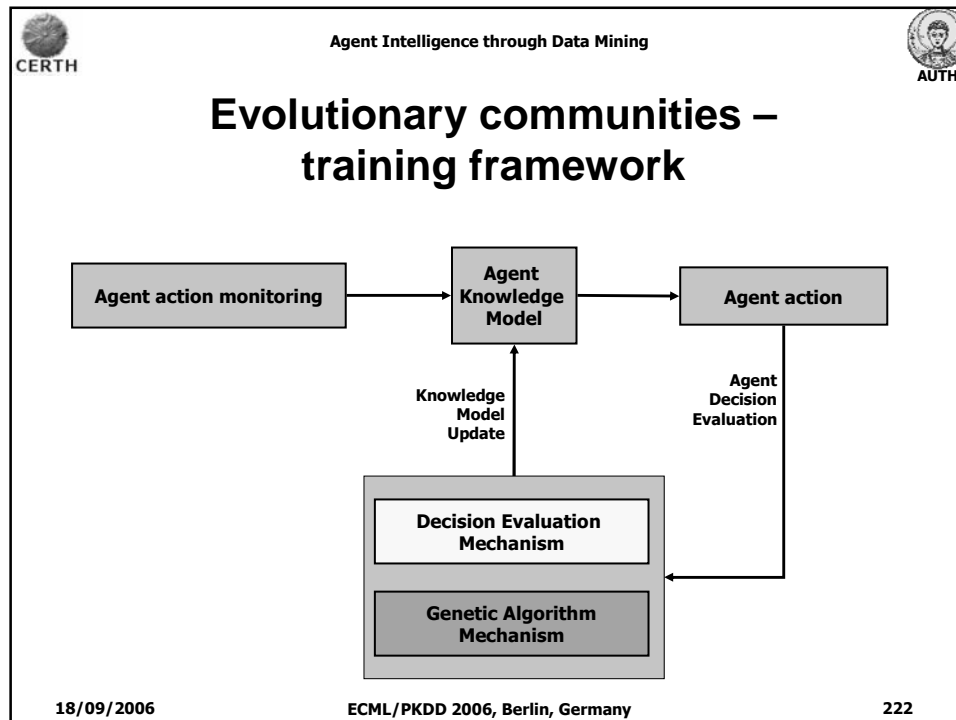 CERTH
Agent Intelligence through Data Mining
AUTH
Evolutionary communities –
training framework
Agent action monitoring
Agent
Knowledge
Model
Agent action
Knowledge
Model
Update
Agent
Decision
Evaluation
Decision Evaluation
Mechanism
Genetic Algorithm
Mechanism
18/09/2006
ECML/PKDD 2006, Berlin, Germany
222